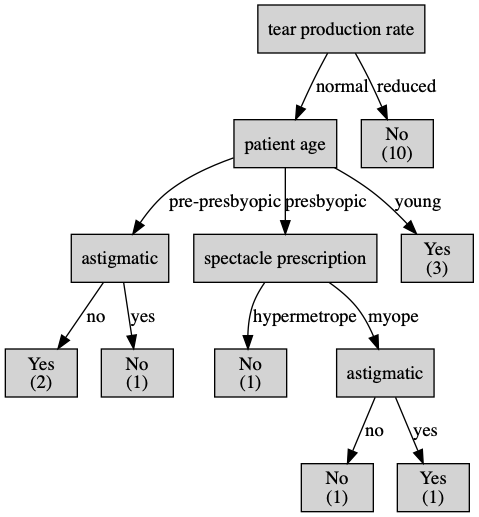 tear production rate
normal
reduced
patient age
No
(10)
pre-presbyopic
presbyopic
young
astigmatic
spectacle prescription
Yes
(3)
no
yes
hypermetrope
myope
Yes
(2)
No
(1)
No
(1)
astigmatic
no
yes
No
(1)
Yes
(1)